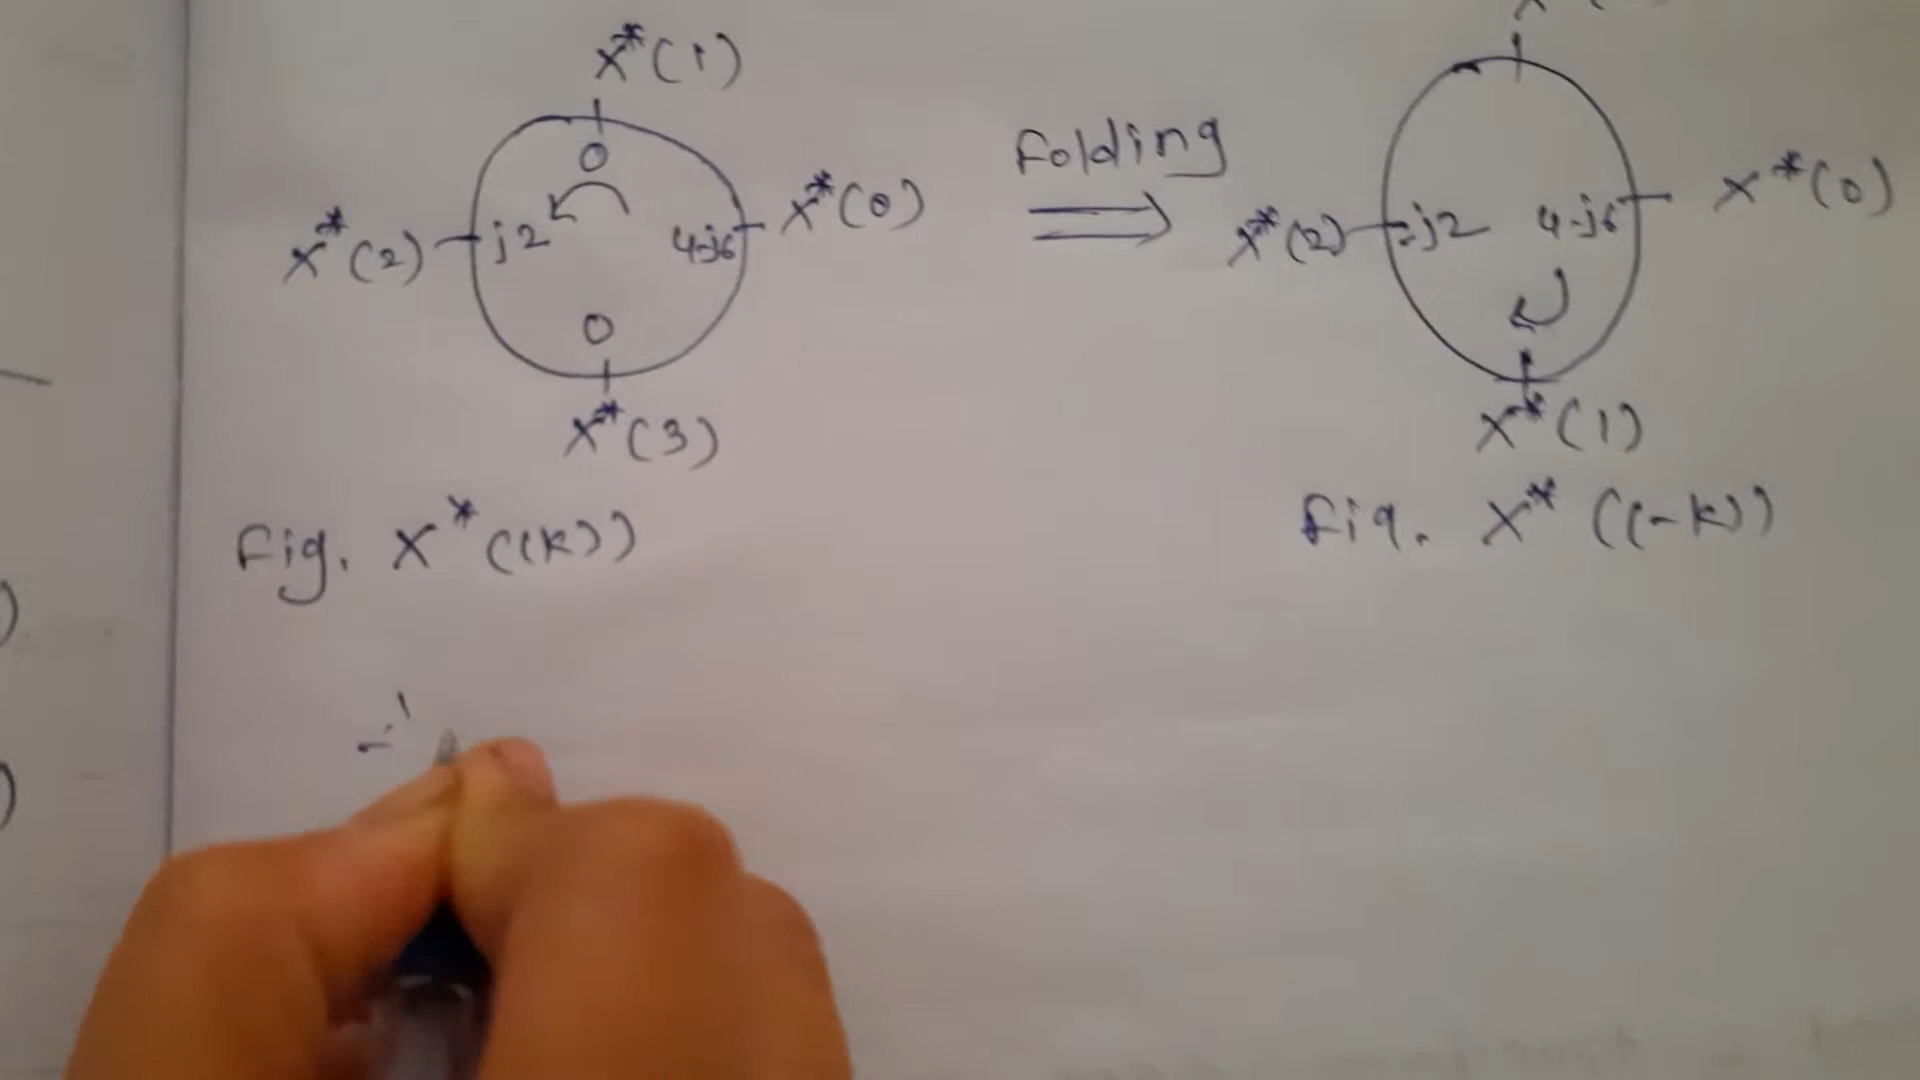 X*(1)
0
X*(2) j2 4-j6 X*(0)
0
X*(3)
Fig. X*((k))
Folding
X*(2) j2 4-j6 X*(0)
X*(1)
Fig. X*((-k))